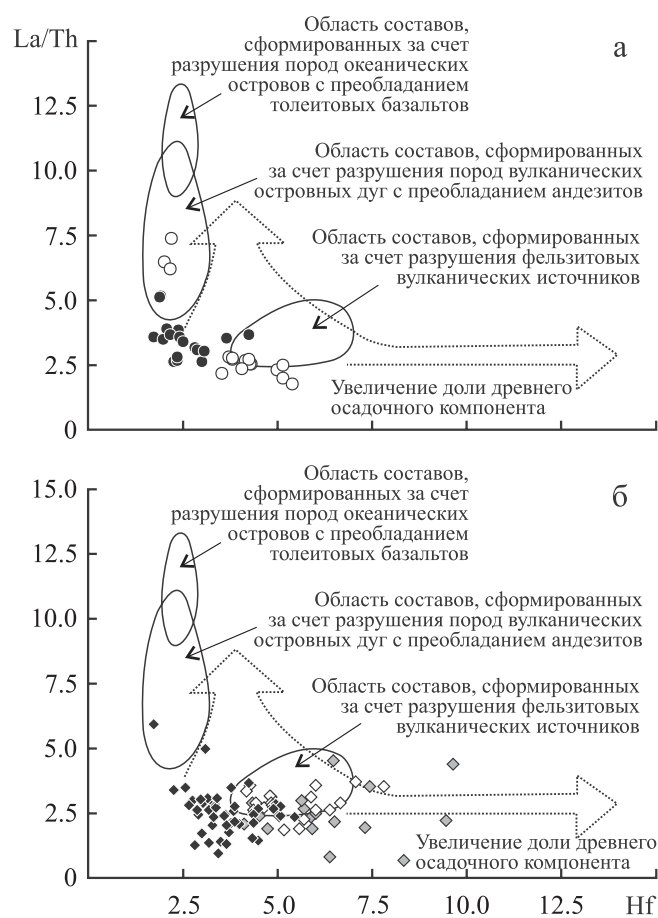 La/Th
а
Область составов,
сформированных за счет
разрушения пород океанических
островов с преобладанием
толеитовых базальтов
12.5
Область составов, сформированных
за счет разрушения пород вулканических
островных дуг с преобладанием андезитов
10.0
7.5
Область составов, сформированных
за счет разрушения фельзитовых
вулканических источников
5.0
2.5
Увеличение доли древнего
осадочного компонента
0
б
15.0
Область составов,
сформированных за счет
разрушения пород океанических
островов с преобладанием
толеитовых базальтов
12.5
Область составов, сформированных
за счет разрушения пород вулканических
островных дуг с преобладанием андезитов
10.0
7.5
Область составов, сформированных
за счет разрушения фельзитовых
вулканических источников
5.0
2.5
Увеличение доли древнего
осадочного компонента
0
2.5 5.0 7.5 10.0 12.5 Hf